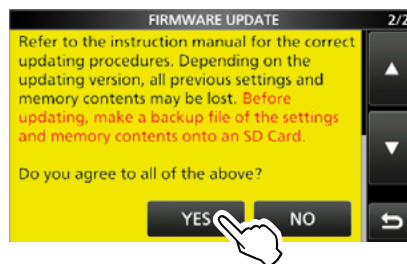 FIRMWARE UPDATE 2/2
Refer to the instruction manual for the correct
updating procedures. Depending on the
updating version, all previous settings and
memory contents may be lost. Before
updating, make a backup file of the settings
and memory contents onto an SD Card.
Do you agree to all of the above?
YES NO